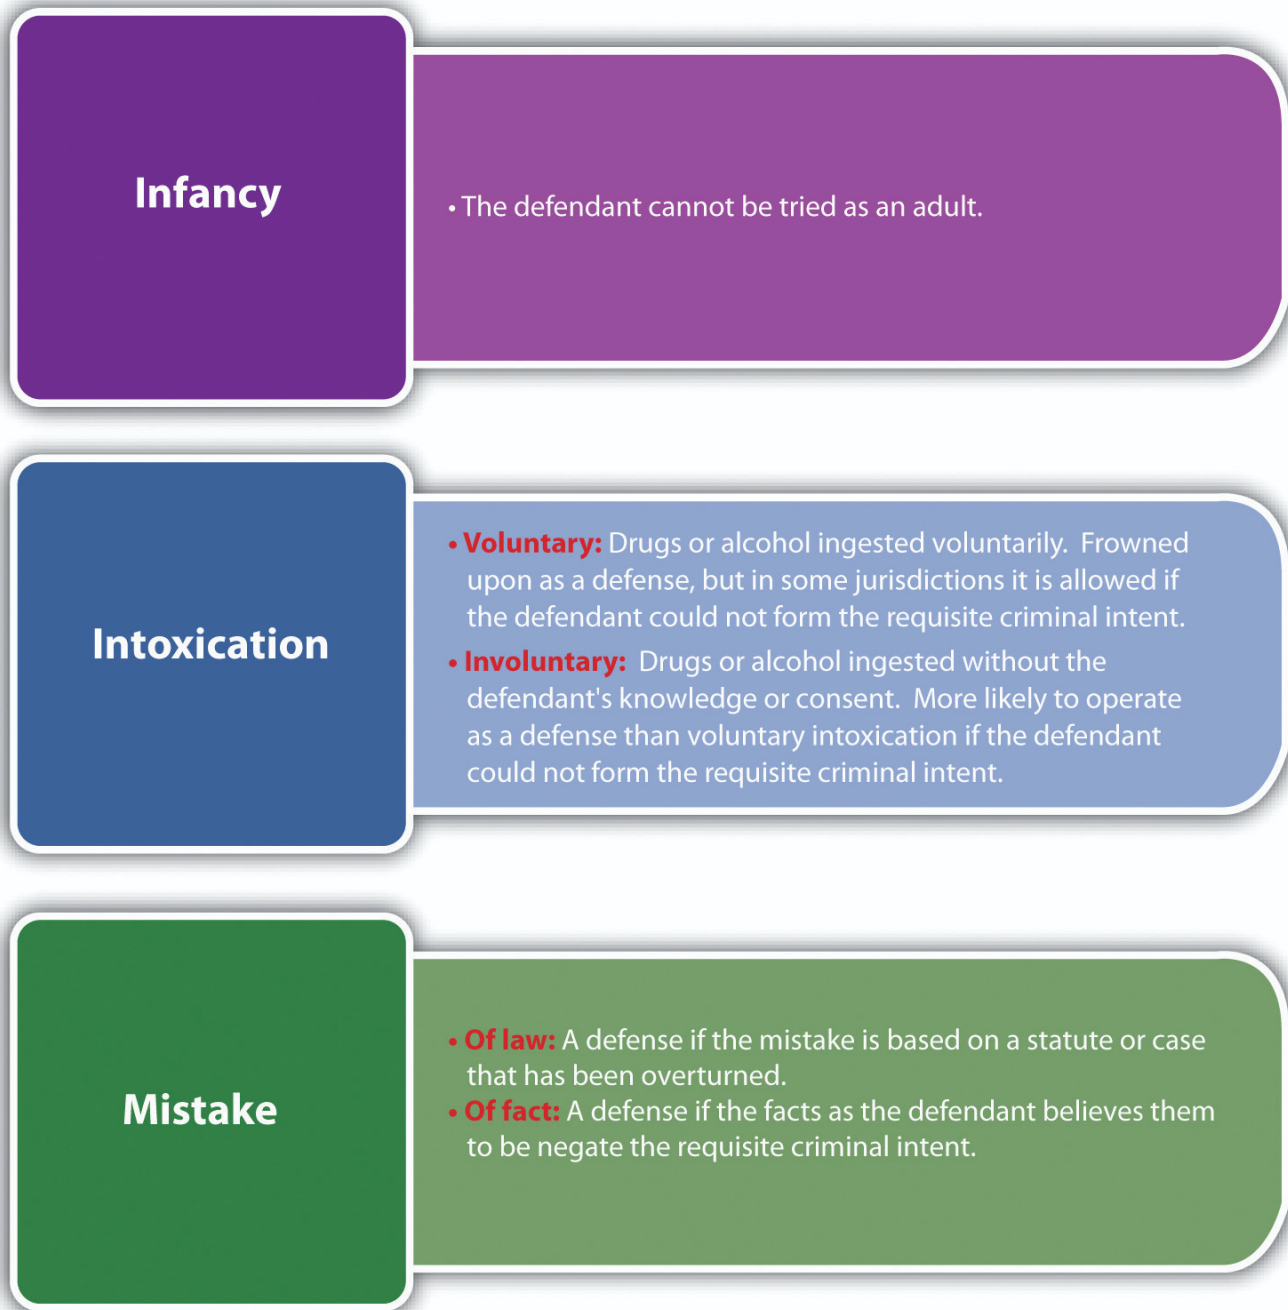 Infancy
• The defendant cannot be tried as an adult.
Intoxication
• Voluntary: Drugs or alcohol ingested voluntarily. Frowned
upon as a defense, but in some jurisdictions it is allowed if
the defendant could not form the requisite criminal intent.
• Involuntary: Drugs or alcohol ingested without the
defendant's knowledge or consent. More likely to operate
as a defense than voluntary intoxication if the defendant
could not form the requisite criminal intent.
Mistake
• Of law: A defense if the mistake is based on a statute or case
that has been overturned.
• Of fact: A defense if the facts as the defendant believes them
to be negate the requisite criminal intent.